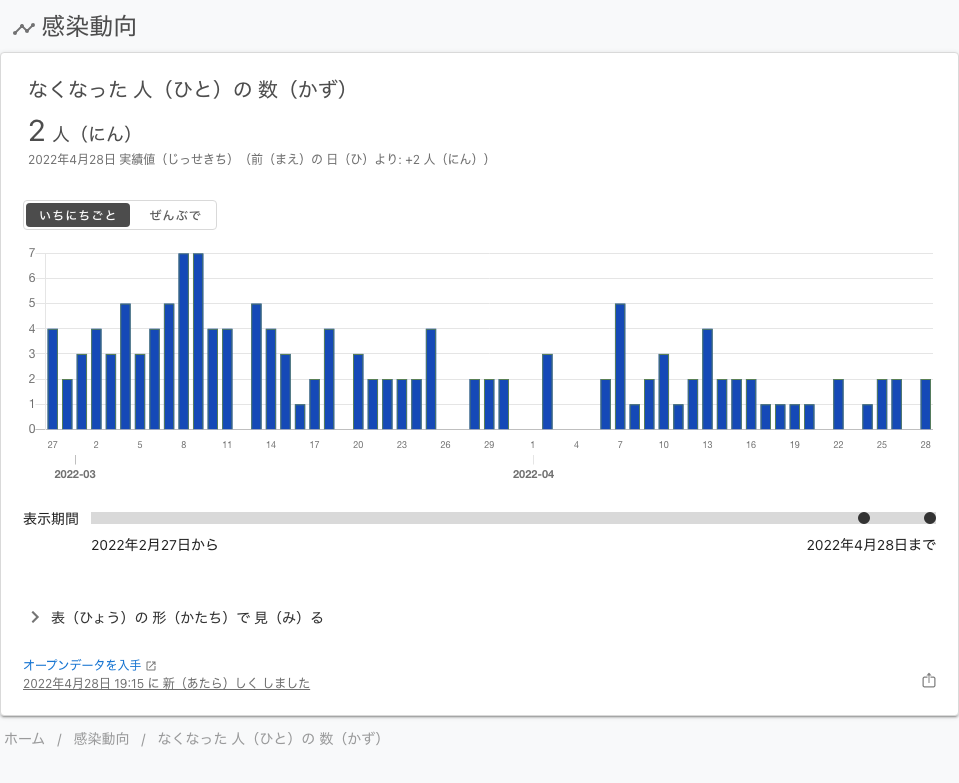 感染動向
なくなった 人（ひと）の 数（かず）
2 人（にん）
2022年4月28日 実績値（じっせきち）（前（まえ）の 日（ひ）より: +2 人（にん））
いちにちごと ぜんぶで
7
6
5
4
3
2
1
0
27 2 5 8 11 14 17 20 23 26 29 1 4 7 10 13 16 19 22 25 28
2022-03 2022-04
表示期間
2022年2月27日から 2022年4月28日まで
表（ひょう）の 形（かたち）で 見（み）る
オープンデータを入手
2022年4月28日 19:15 に 新（あたら）しく しました
ホーム / 感染動向 / なくなった 人（ひと）の 数（かず）